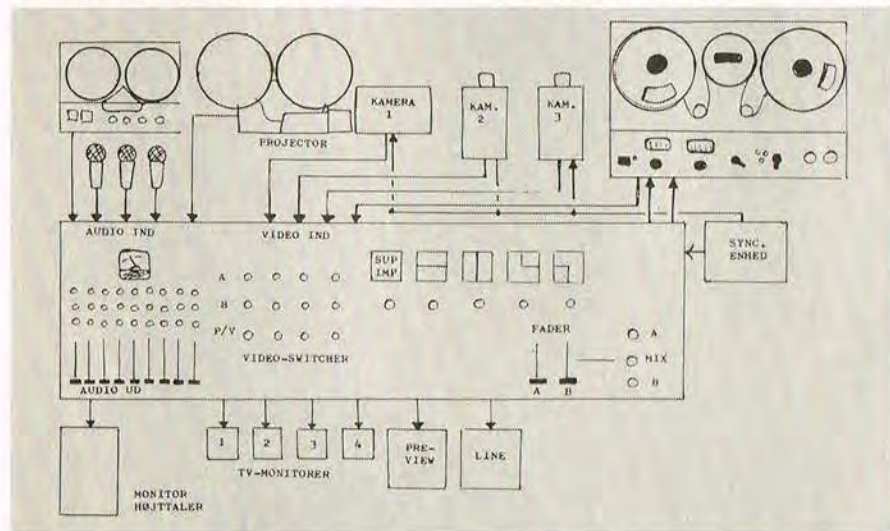 KAMERA
1
KAM.
2
KAM.
3
PROJECTOR
AUDIO IND
VIDEO IND
SYNC.
ENHED
SUP
IMP
A
B
P/V
VIDEO-SWITCHER
FADER
A
MIX
B
A B
AUDIO UD
1 2 3 4
TV-MONITORER
PRE-
VIEW
LINE
MONITOR
HØJTTALER